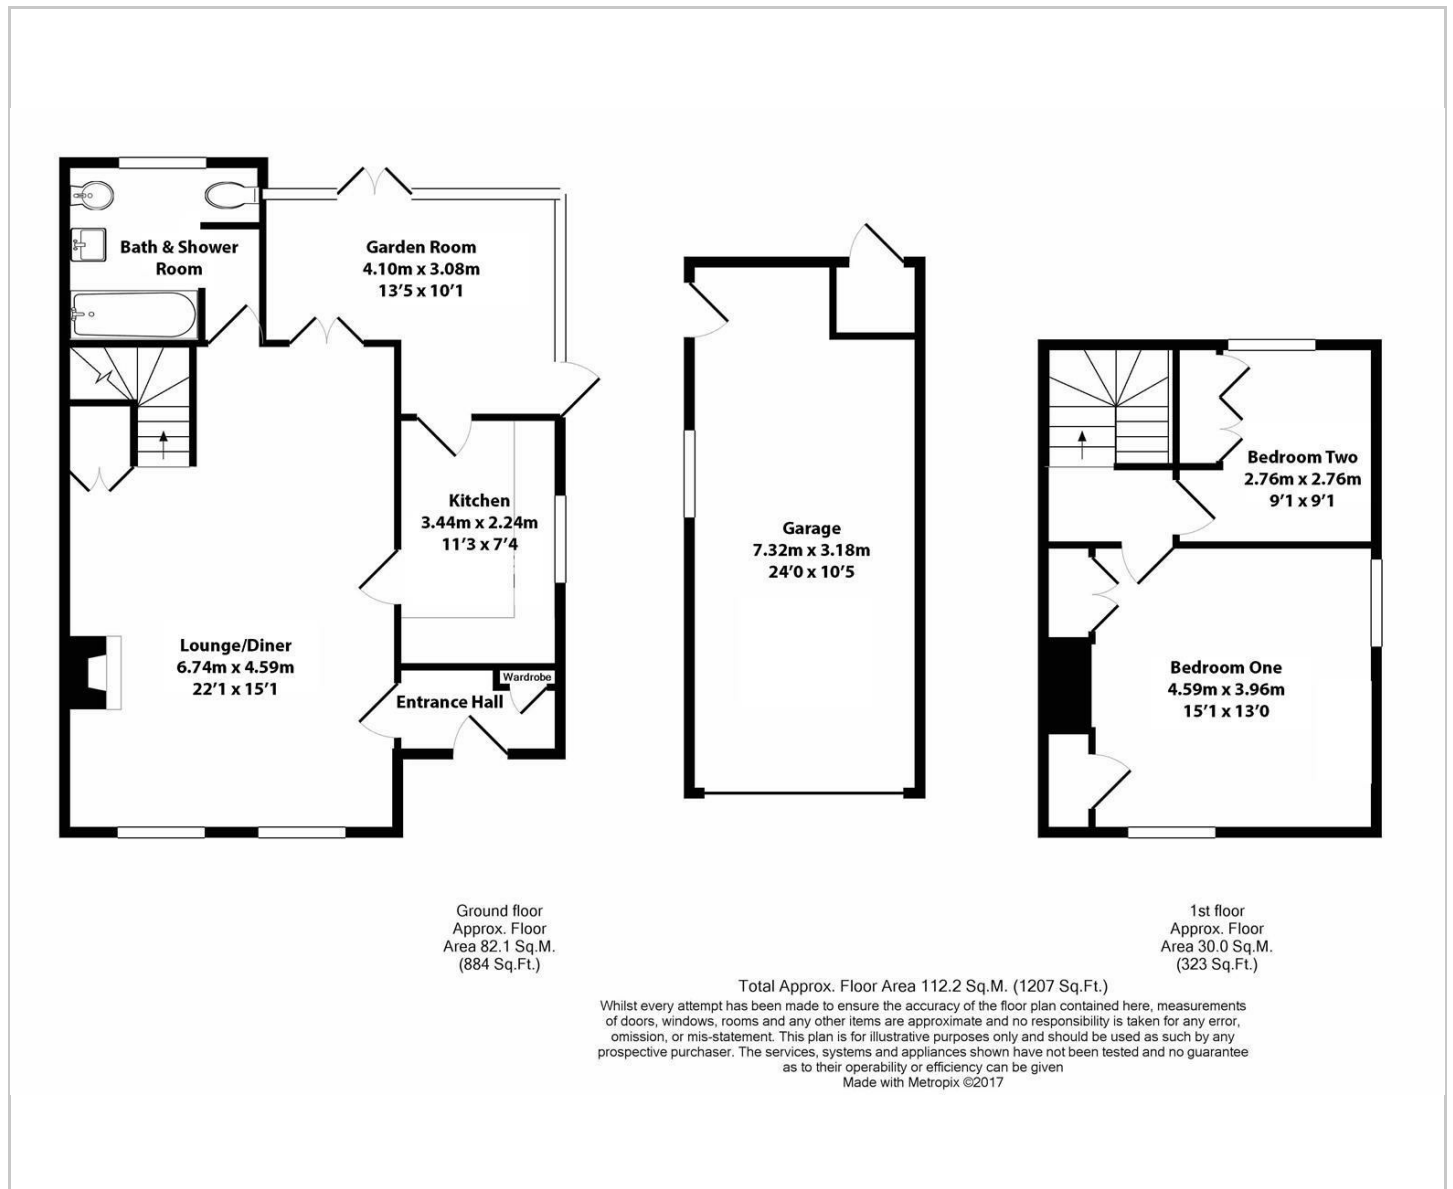 Bath & Shower
Room
Garden Room
4.10m x 3.08m
13’5 x 10’1
Kitchen
3.44m x 2.24m
11’3 x 7’4
Lounge/Diner
6.74m x 4.59m
22’1 x 15’1
Wardrobe
Entrance Hall
Garage
7.32m x 3.18m
24’0 x 10’5
Bedroom Two
2.76m x 2.76m
9’1 x 9’1
Bedroom One
4.59m x 3.96m
15’1 x 13’0
Ground floor
Approx. Floor
Area 82.1 Sq.M.
(884 Sq.Ft.)
1st floor
Approx. Floor
Area 30.0 Sq.M.
(323 Sq.Ft.)
Total Approx. Floor Area 112.2 Sq.M. (1207 Sq.Ft.)
Whilst every attempt has been made to ensure the accuracy of the floor plan contained here, measurements
of doors, windows, rooms and any other items are approximate and no responsibility is taken for any error,
omission, or mis-statement. This plan is for illustrative purposes only and should be used as such by any
prospective purchaser. The services, systems and appliances shown have not been tested and no guarantee
as to their operability or efficiency can be given
Made with Metropix ©2017